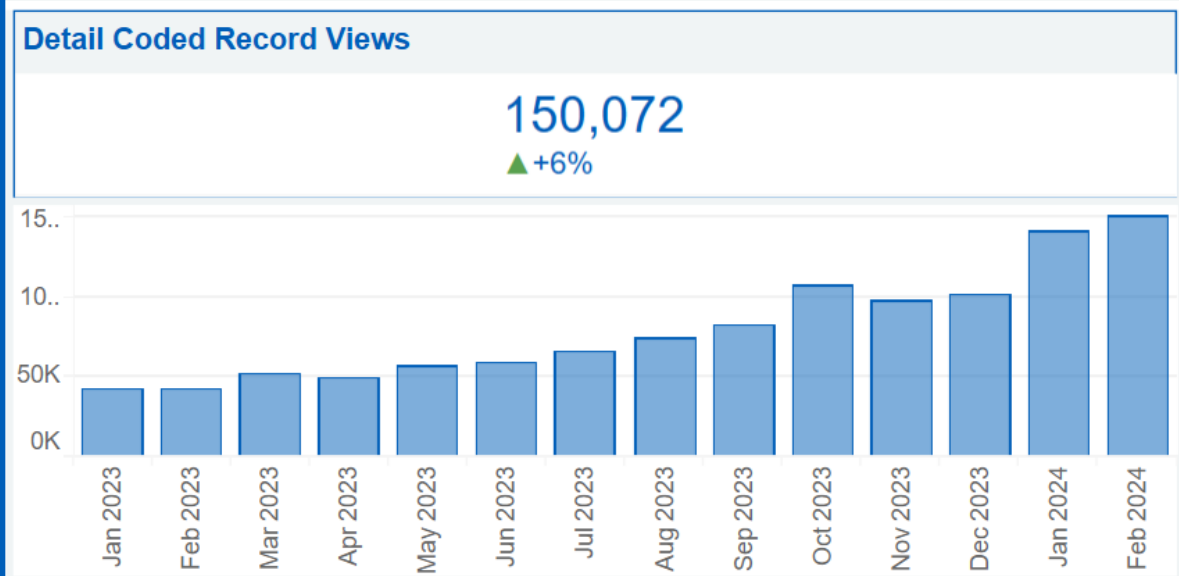 Detail Coded Record Views
150,072
▲+6%
15..
10..
50K
0K
Jan 2023
Feb 2023
Mar 2023
Apr 2023
May 2023
Jun 2023
Jul 2023
Aug 2023
Sep 2023
Oct 2023
Nov 2023
Dec 2023
Jan 2024
Feb 2024